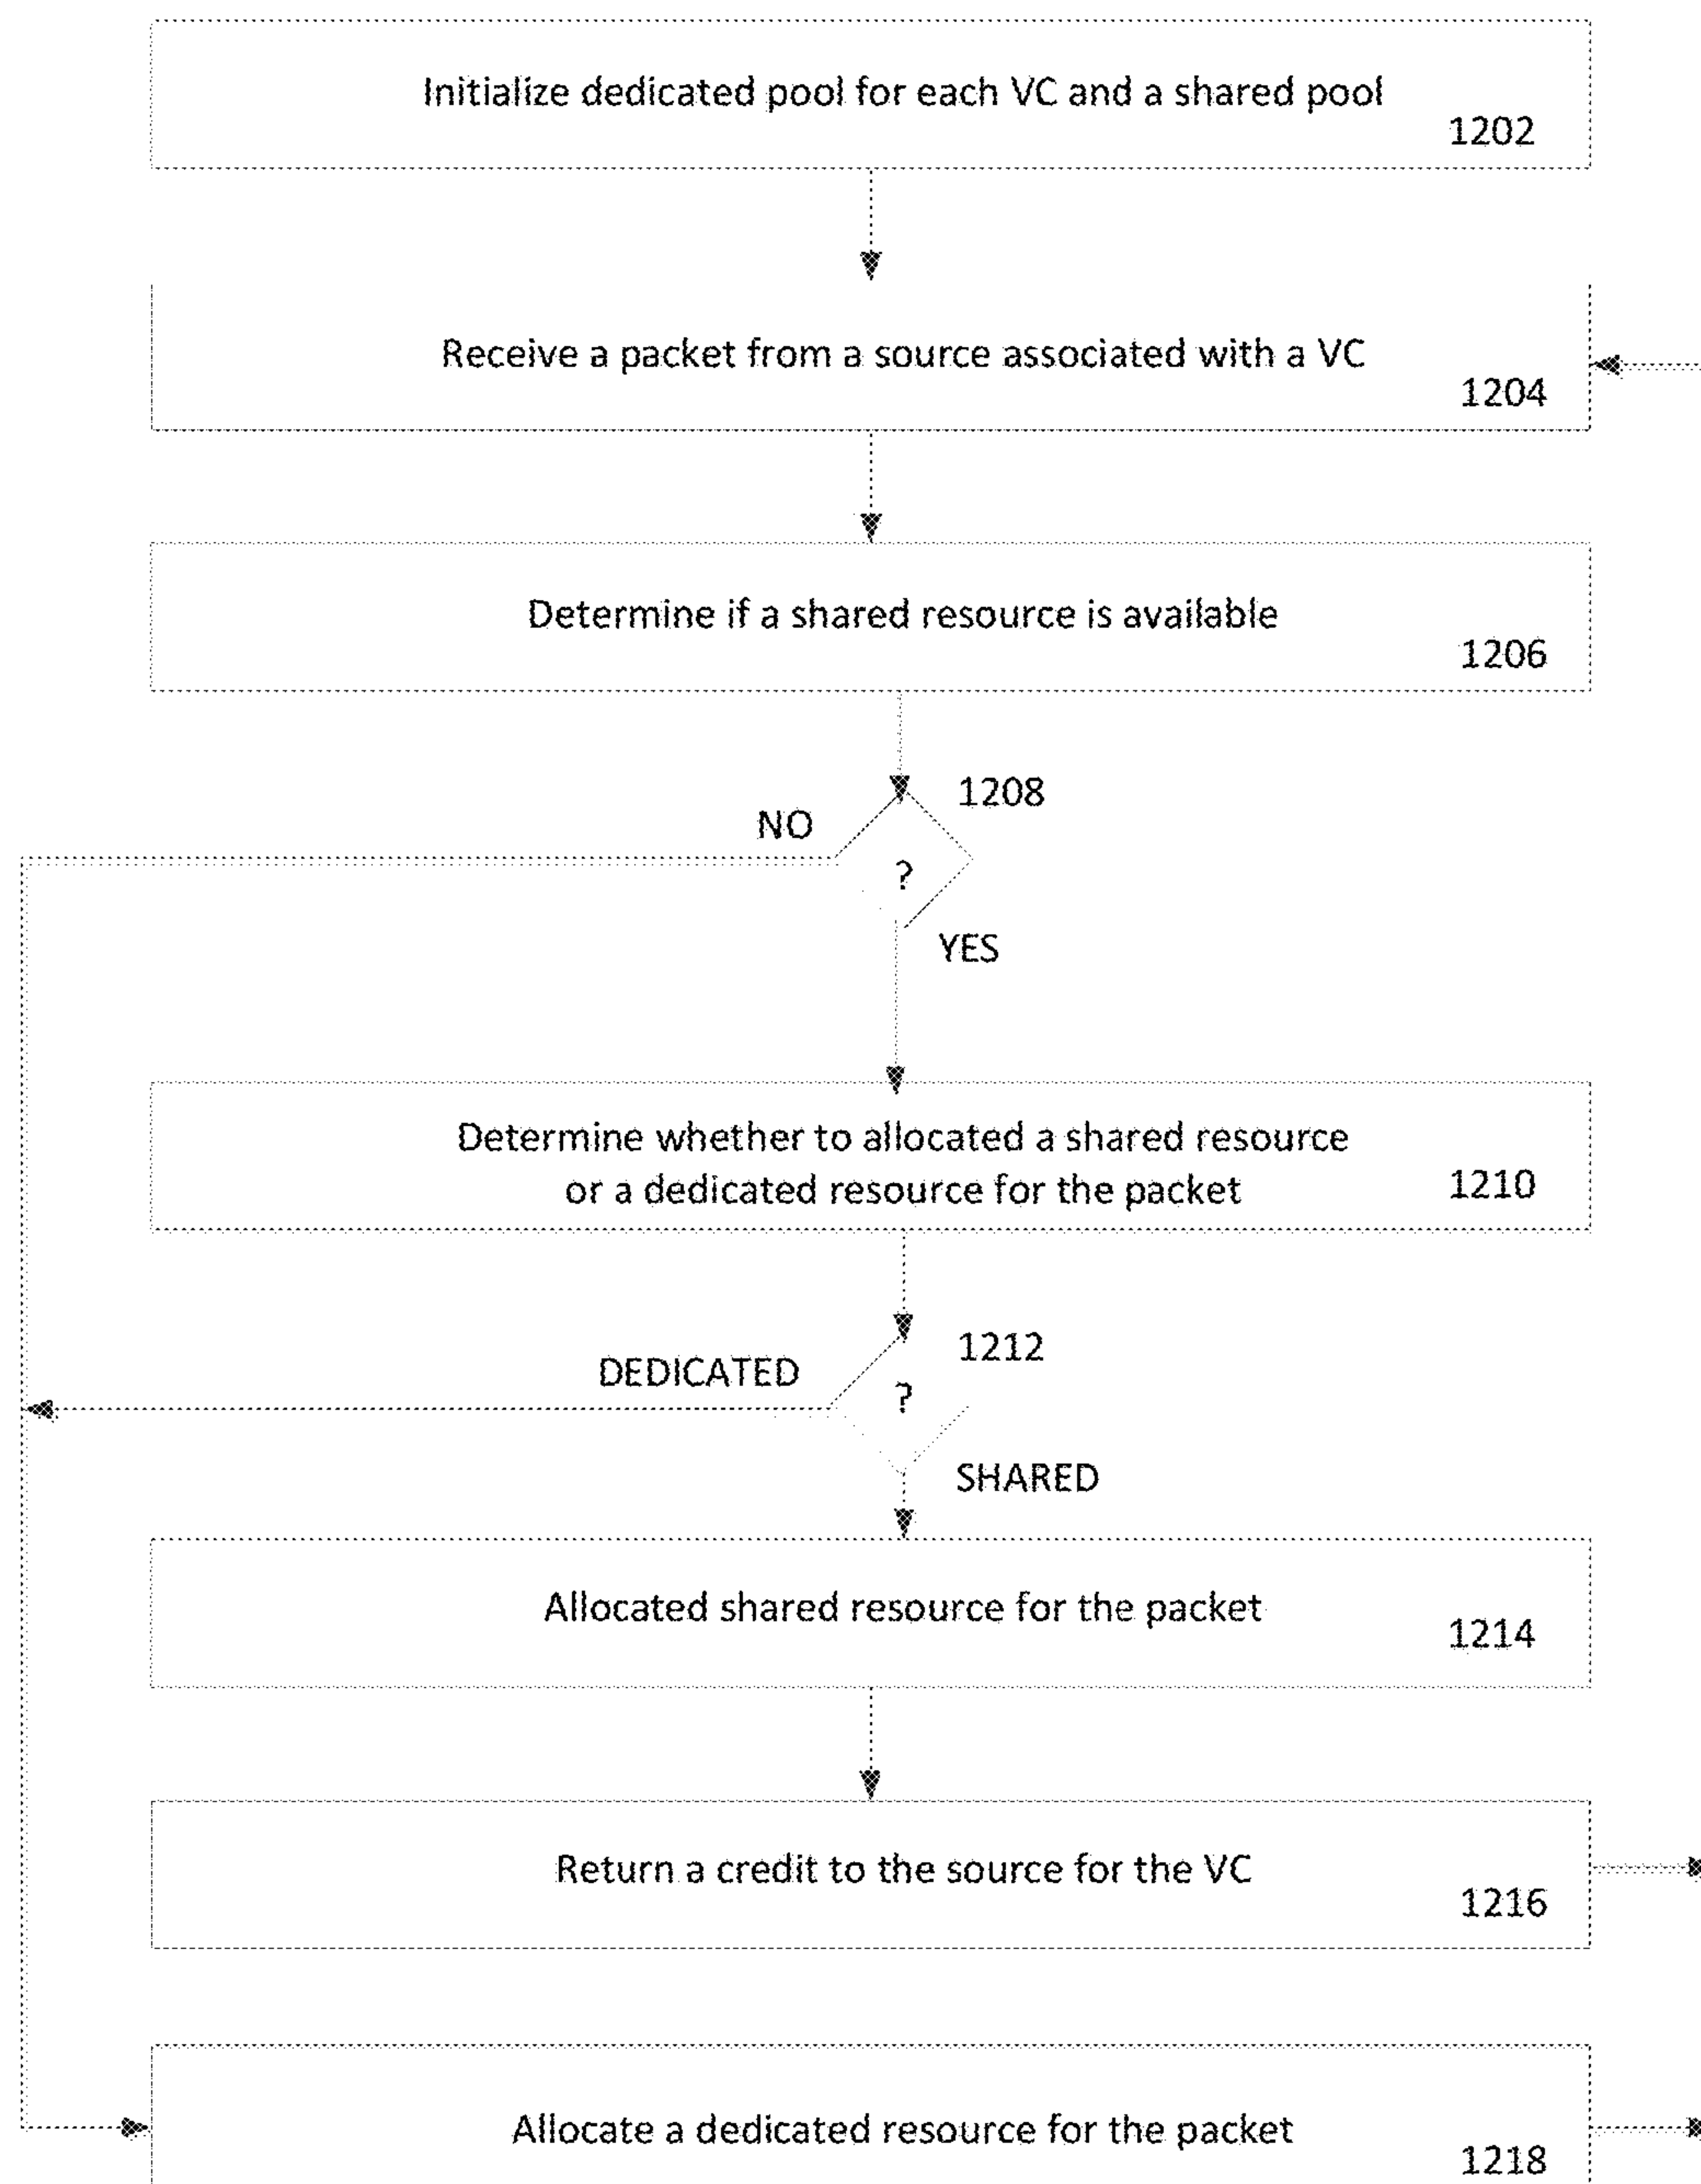 Initialize dedicated pool for each VC and a shared pool
1202
Receive a packet from a source associated with a VC
1204
Determine if a shared resource is available
1206
1208
NO
?
YES
Determine whether to allocated a shared resource
or a dedicated resource for the packet
1210
1212
DEDICATED
?
SHARED
Allocated shared resource for the packet
1214
Return a credit to the source for the VC
1216
Allocate a dedicated resource for the packet
1218